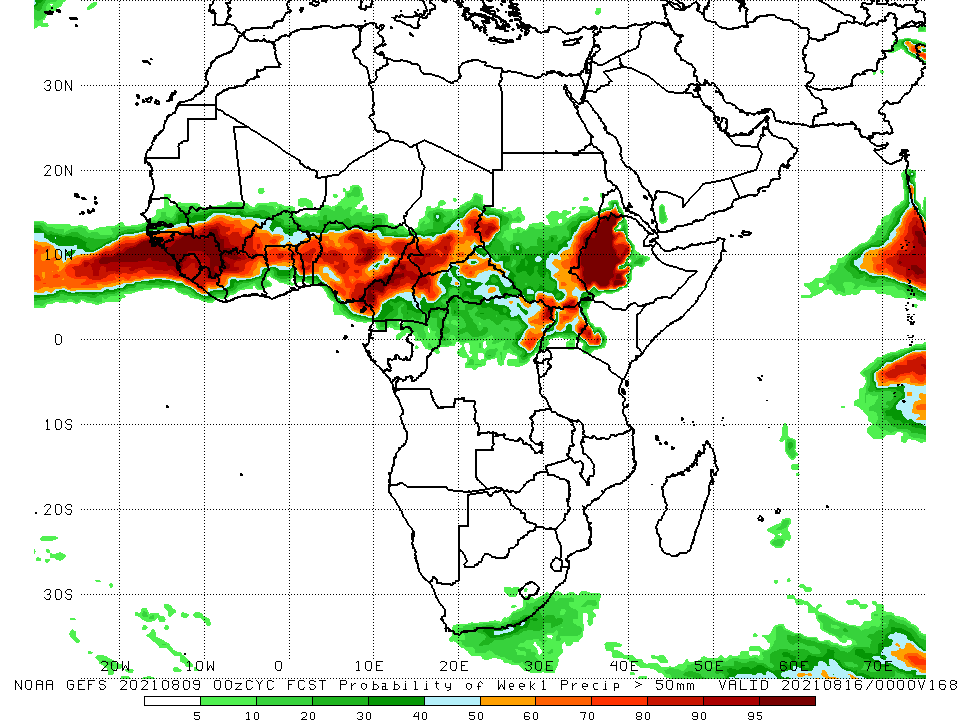 30N
20N
10N
0
10S
20S
30S
20W 10W 0 10E 20E 30E 40E 50E 60E 70E
NOAA GEFS 20210809 00zCYC FCST Probability of Week1 Precip > 50mm VALID 20210816/0000V168
5 10 20 30 40 50 60 70 80 90 95